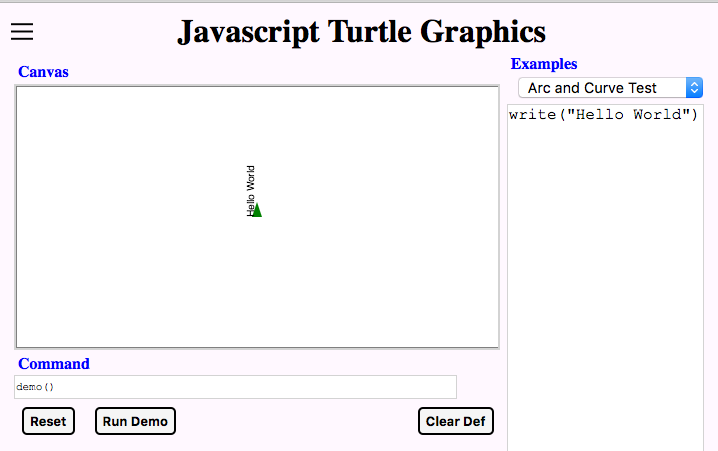 Javascript Turtle Graphics
Canvas
Hello World
Command
demo()
Reset
Run Demo
Clear Def
Examples
Arc and Curve Test
write("Hello World")